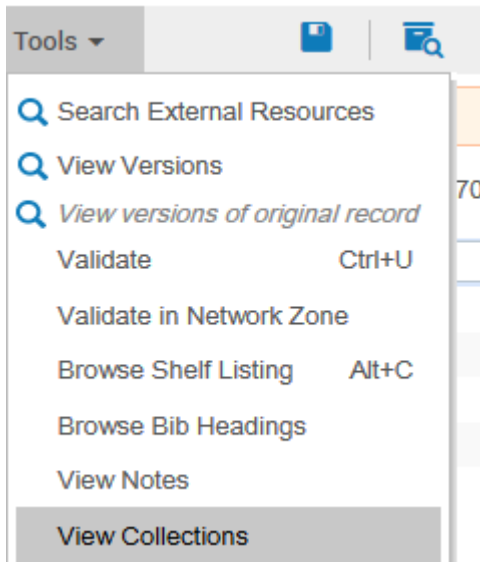 Tools
Search External Resources
View Versions
View versions of original record
70
Validate Ctrl+U
Validate in Network Zone
Browse Shelf Listing Alt+C
Browse Bib Headings
View Notes
View Collections